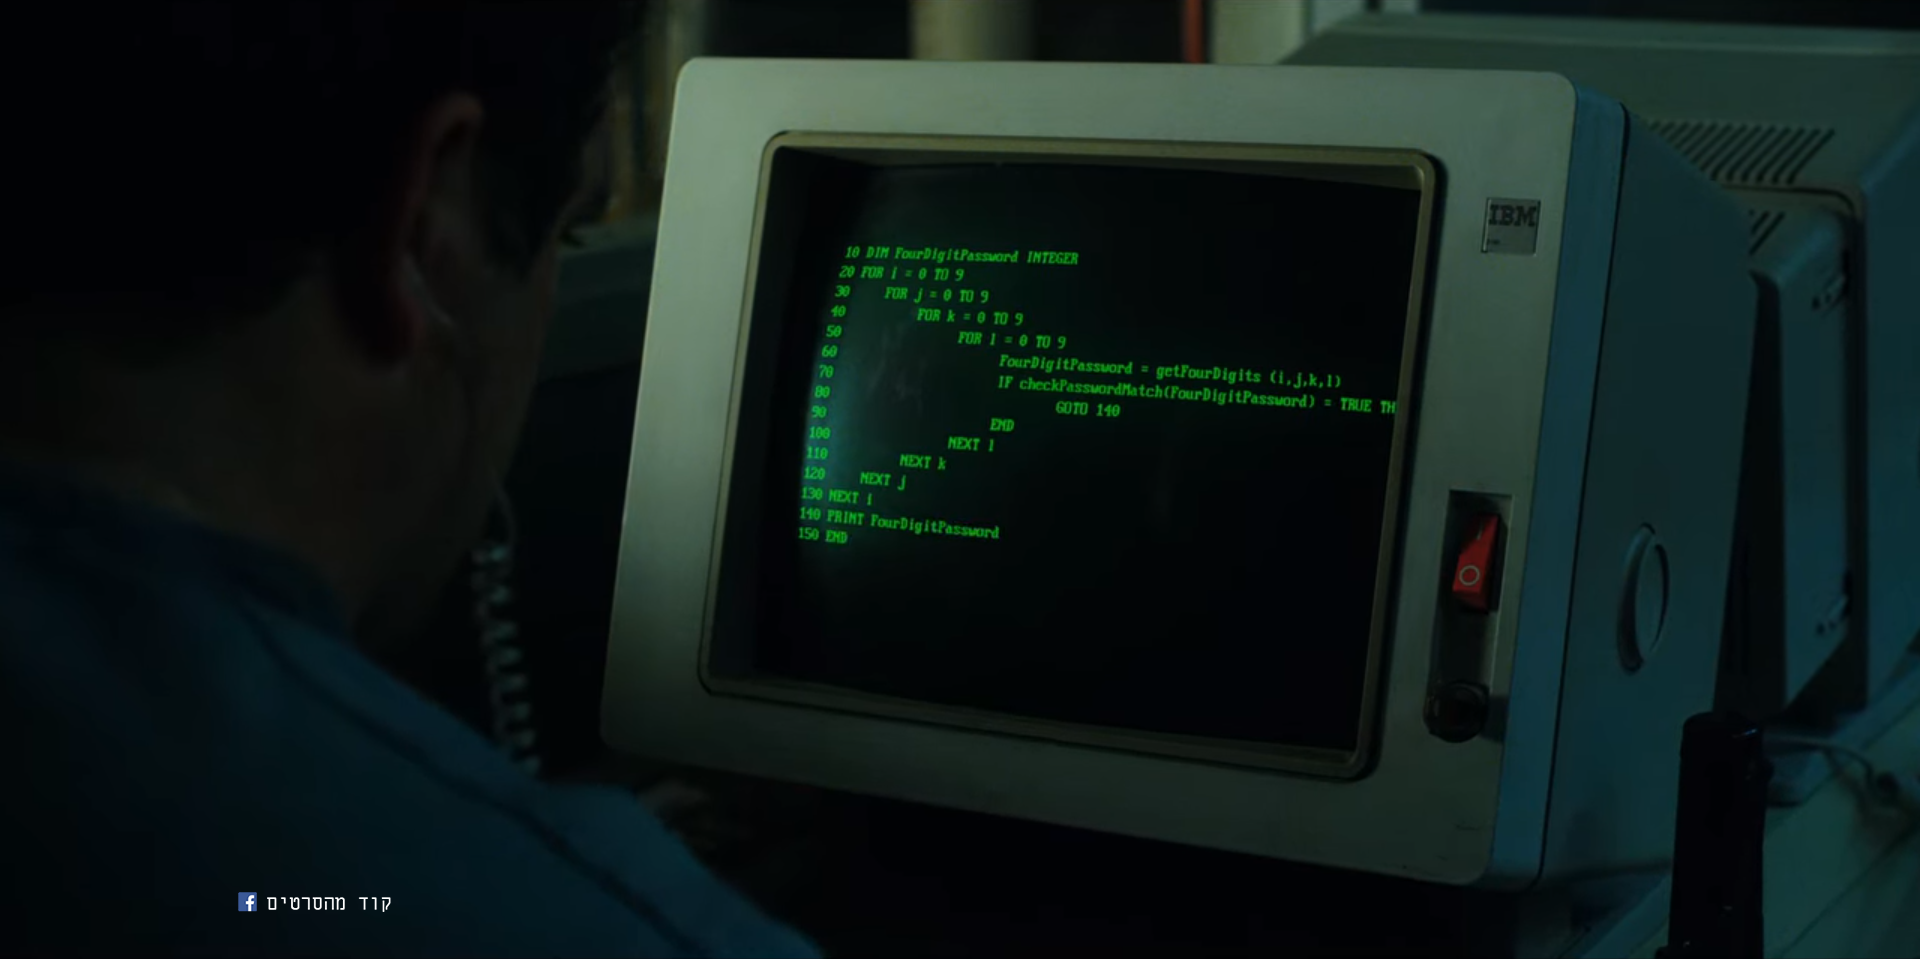 10 DIM FourDigitPassword INTEGER
20 FOR i = 0 TO 9
30 FOR j = 0 TO 9
40 FOR k = 0 TO 9
50 FOR l = 0 TO 9
60 FourDigitPassword = getFourDigits (i,j,k,l)
70 IF checkPasswordMatch(FourDigitPassword) = TRUE TH
80 GOTO 140
90 END
100 NEXT l
110 NEXT k
120 NEXT j
130 NEXT i
140 PRINT FourDigitPassword
150 END
IBM
קוד מהסרטים